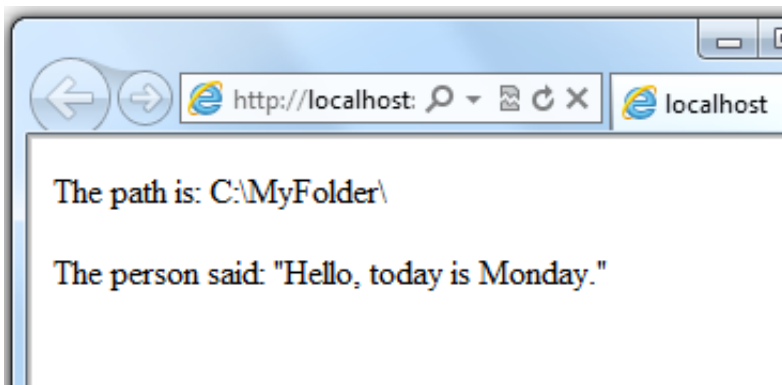 http://localhost:
localhost
The path is: C:\MyFolder\
The person said: "Hello, today is Monday."